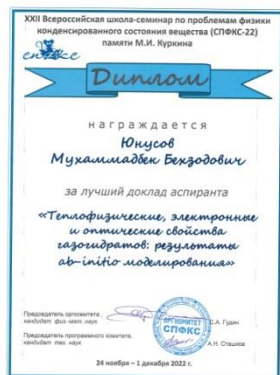 XXII Всероссийская школа-семинар по проблемам физики
конденсированного состояния вещества (СПФКС-22)
памяти М.И. Куркина
спфкс
Диплом
награждается
Юнусов
Мухаммадбек Бехзодович
за лучший доклад аспиранта
«Теплофизические, электронные
и оптические свойства
газогидратов: результаты
ab-initio моделирования»
Председатель оргкомитета,
кандидат физ.-мат. наук
С.А. Гудин
ОРГКОМИТЕТ
СПФКС
Председатель программного комитета,
кандидат тех. наук
А.Н. Сташков
24 ноября – 1 декабря 2022 г.